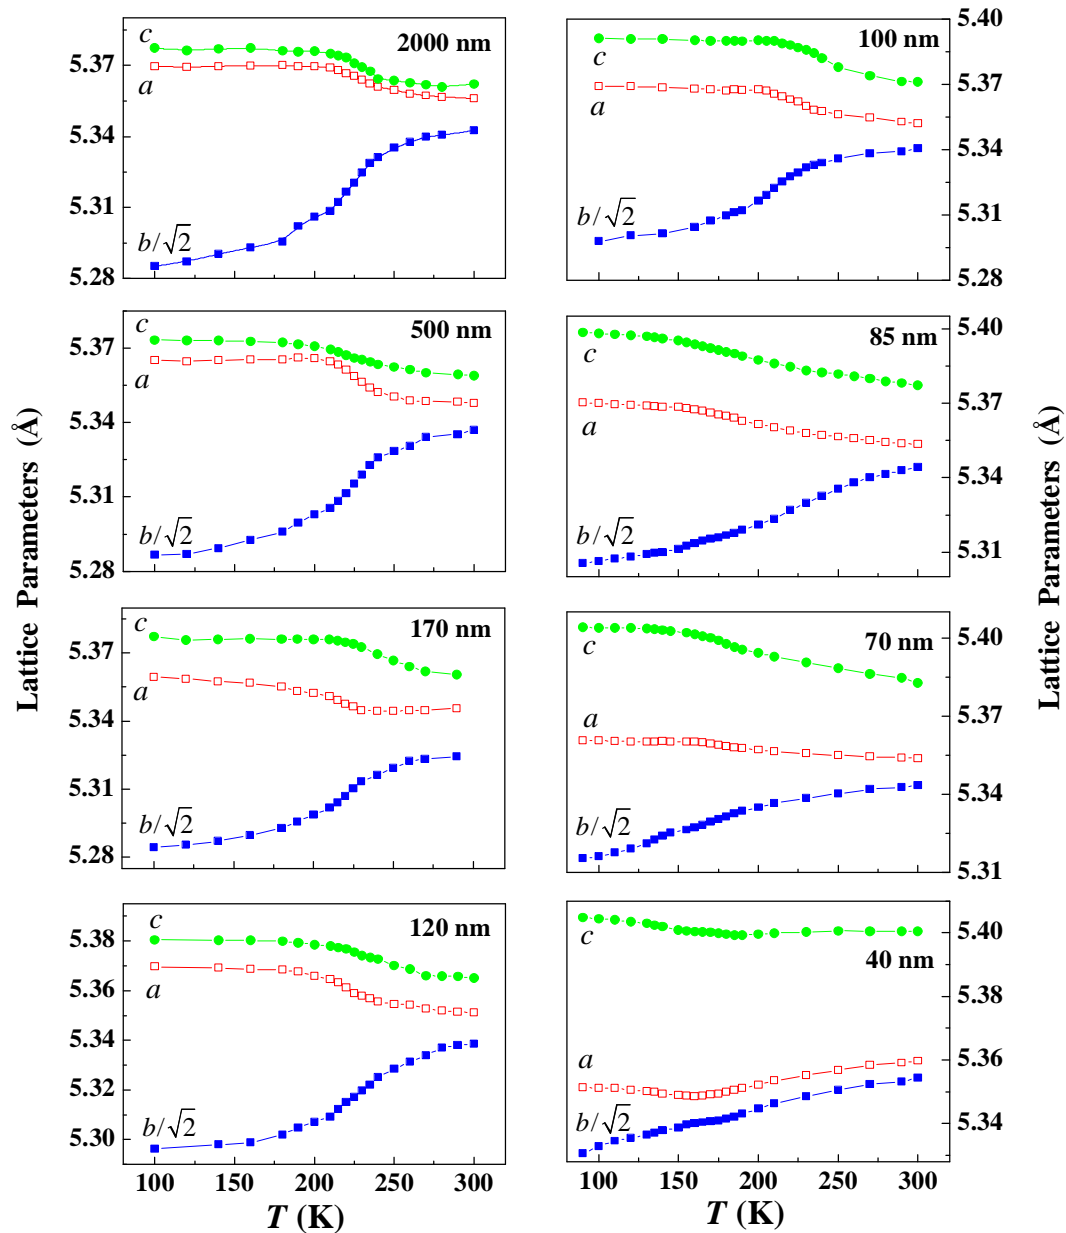 Lattice Parameters (Å)
2000 nm
c
a
b/√2
5.37
5.34
5.31
5.28
500 nm
c
a
b/√2
5.37
5.34
5.31
5.28
170 nm
c
a
b/√2
5.37
5.34
5.31
5.28
120 nm
c
a
b/√2
5.38
5.36
5.32
5.30
100 150 200 250 300
T (K)
100 nm
c
a
b/√2
5.40
5.37
5.34
5.31
5.28
85 nm
c
a
b/√2
5.40
5.37
5.34
5.31
70 nm
c
a
b/√2
5.40
5.37
5.34
5.31
40 nm
c
a
b/√2
5.40
5.38
5.36
5.34
100 150 200 250 300
T (K)
Lattice Parameters (Å)